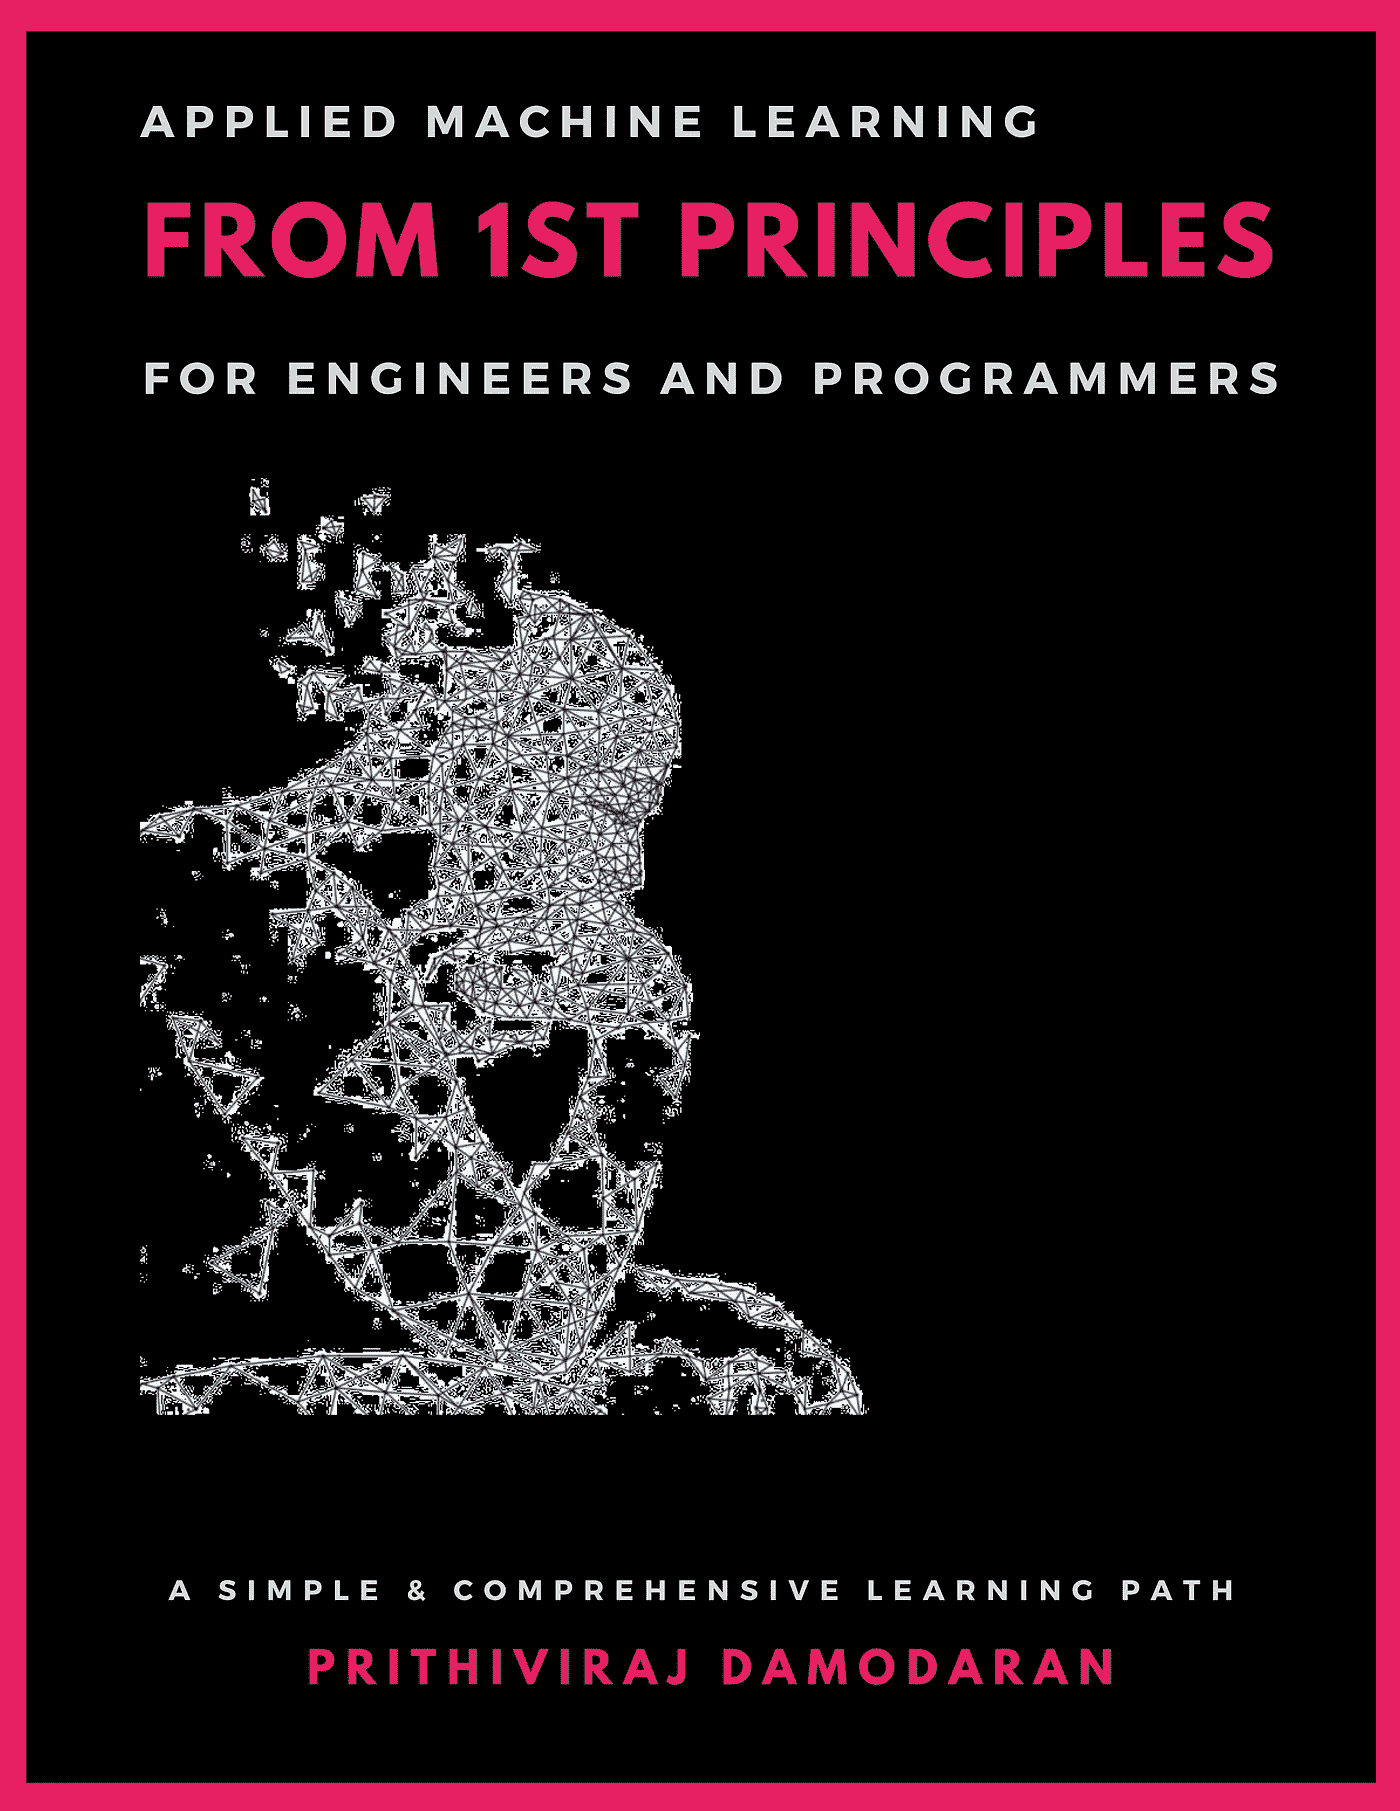 APPLIED MACHINE LEARNING
FROM 1ST PRINCIPLES
FOR ENGINEERS AND PROGRAMMERS
A SIMPLE & COMPREHENSIVE LEARNING PATH
PRITHIVIRAJ DAMODARAN